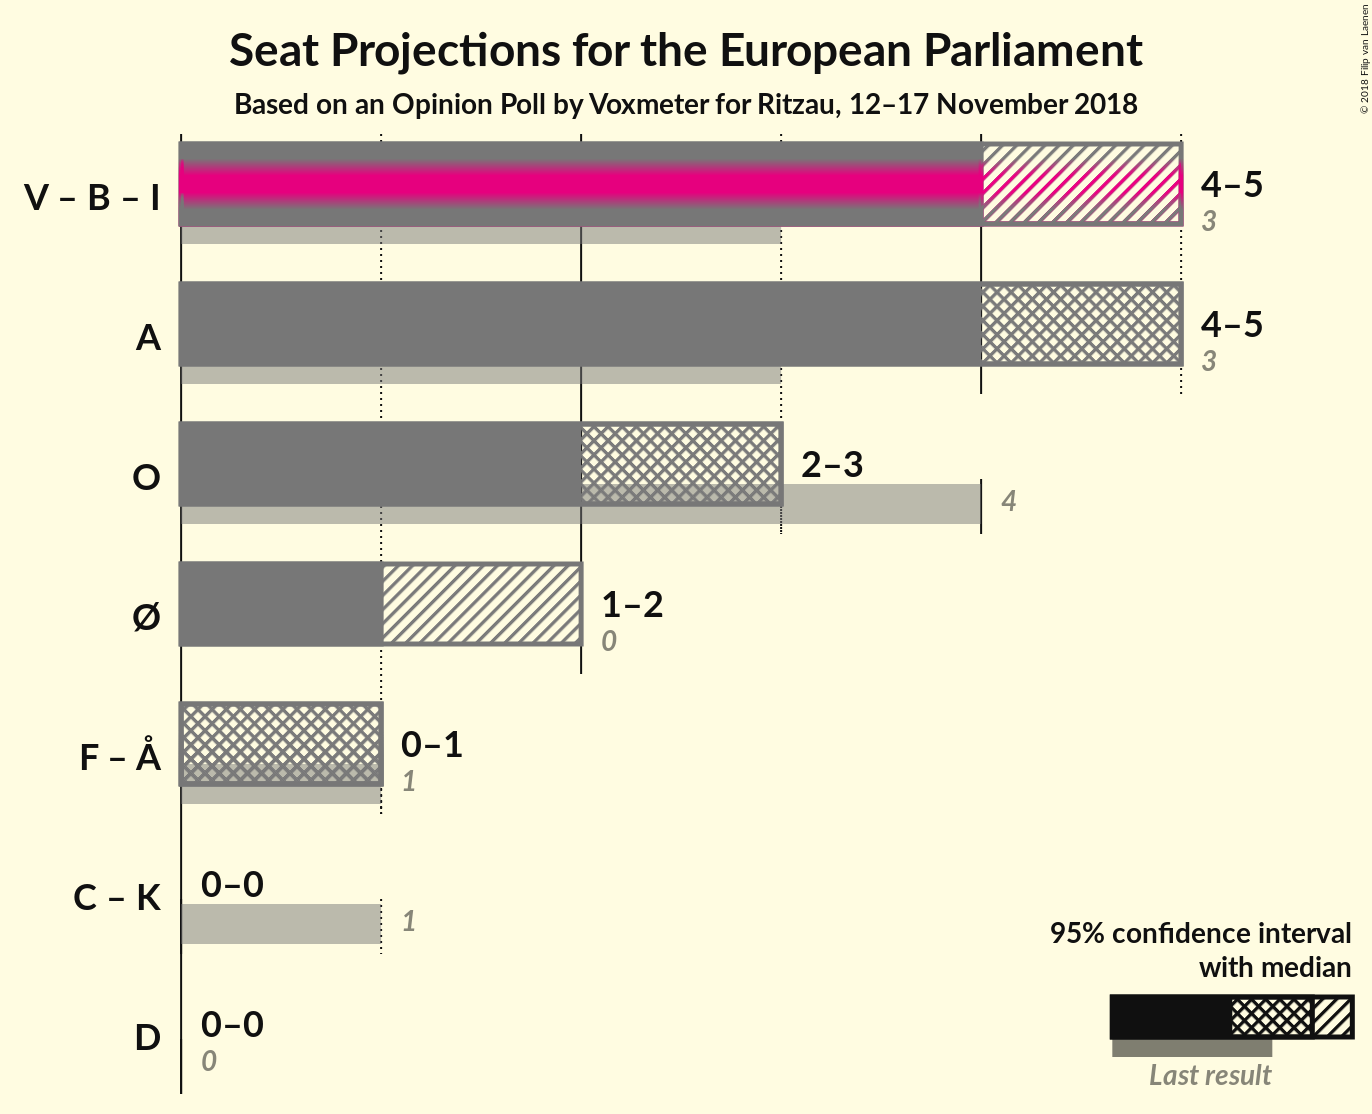 Seat Projections for the European Parliament
Based on an Opinion Poll by Voxmeter for Ritzau, 12–17 November 2018
© 2018 Filip van Laenen
V – B – I
4–5
3
A
4–5
3
O
2–3
4
Ø
1–2
0
F – Å
0–1
1
C – K
0–0
1
D
0–0
0
95% confidence interval
with median
Last result